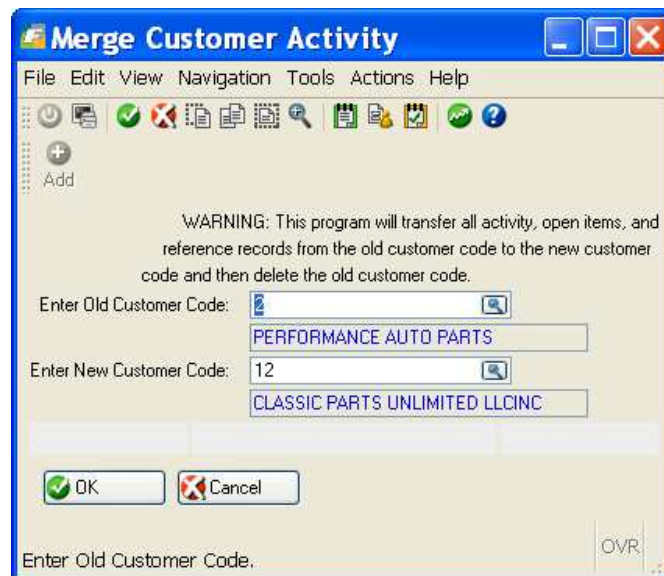 Merge Customer Activity
File Edit View Navigation Tools Actions Help
Add
WARNING: This program will transfer all activity, open items, and
reference records from the old customer code to the new customer
code and then delete the old customer code.
Enter Old Customer Code: 2
PERFORMANCE AUTO PARTS
Enter New Customer Code: 12
CLASSIC PARTS UNLIMITED LLCINC
OK Cancel
Enter Old Customer Code. OVR